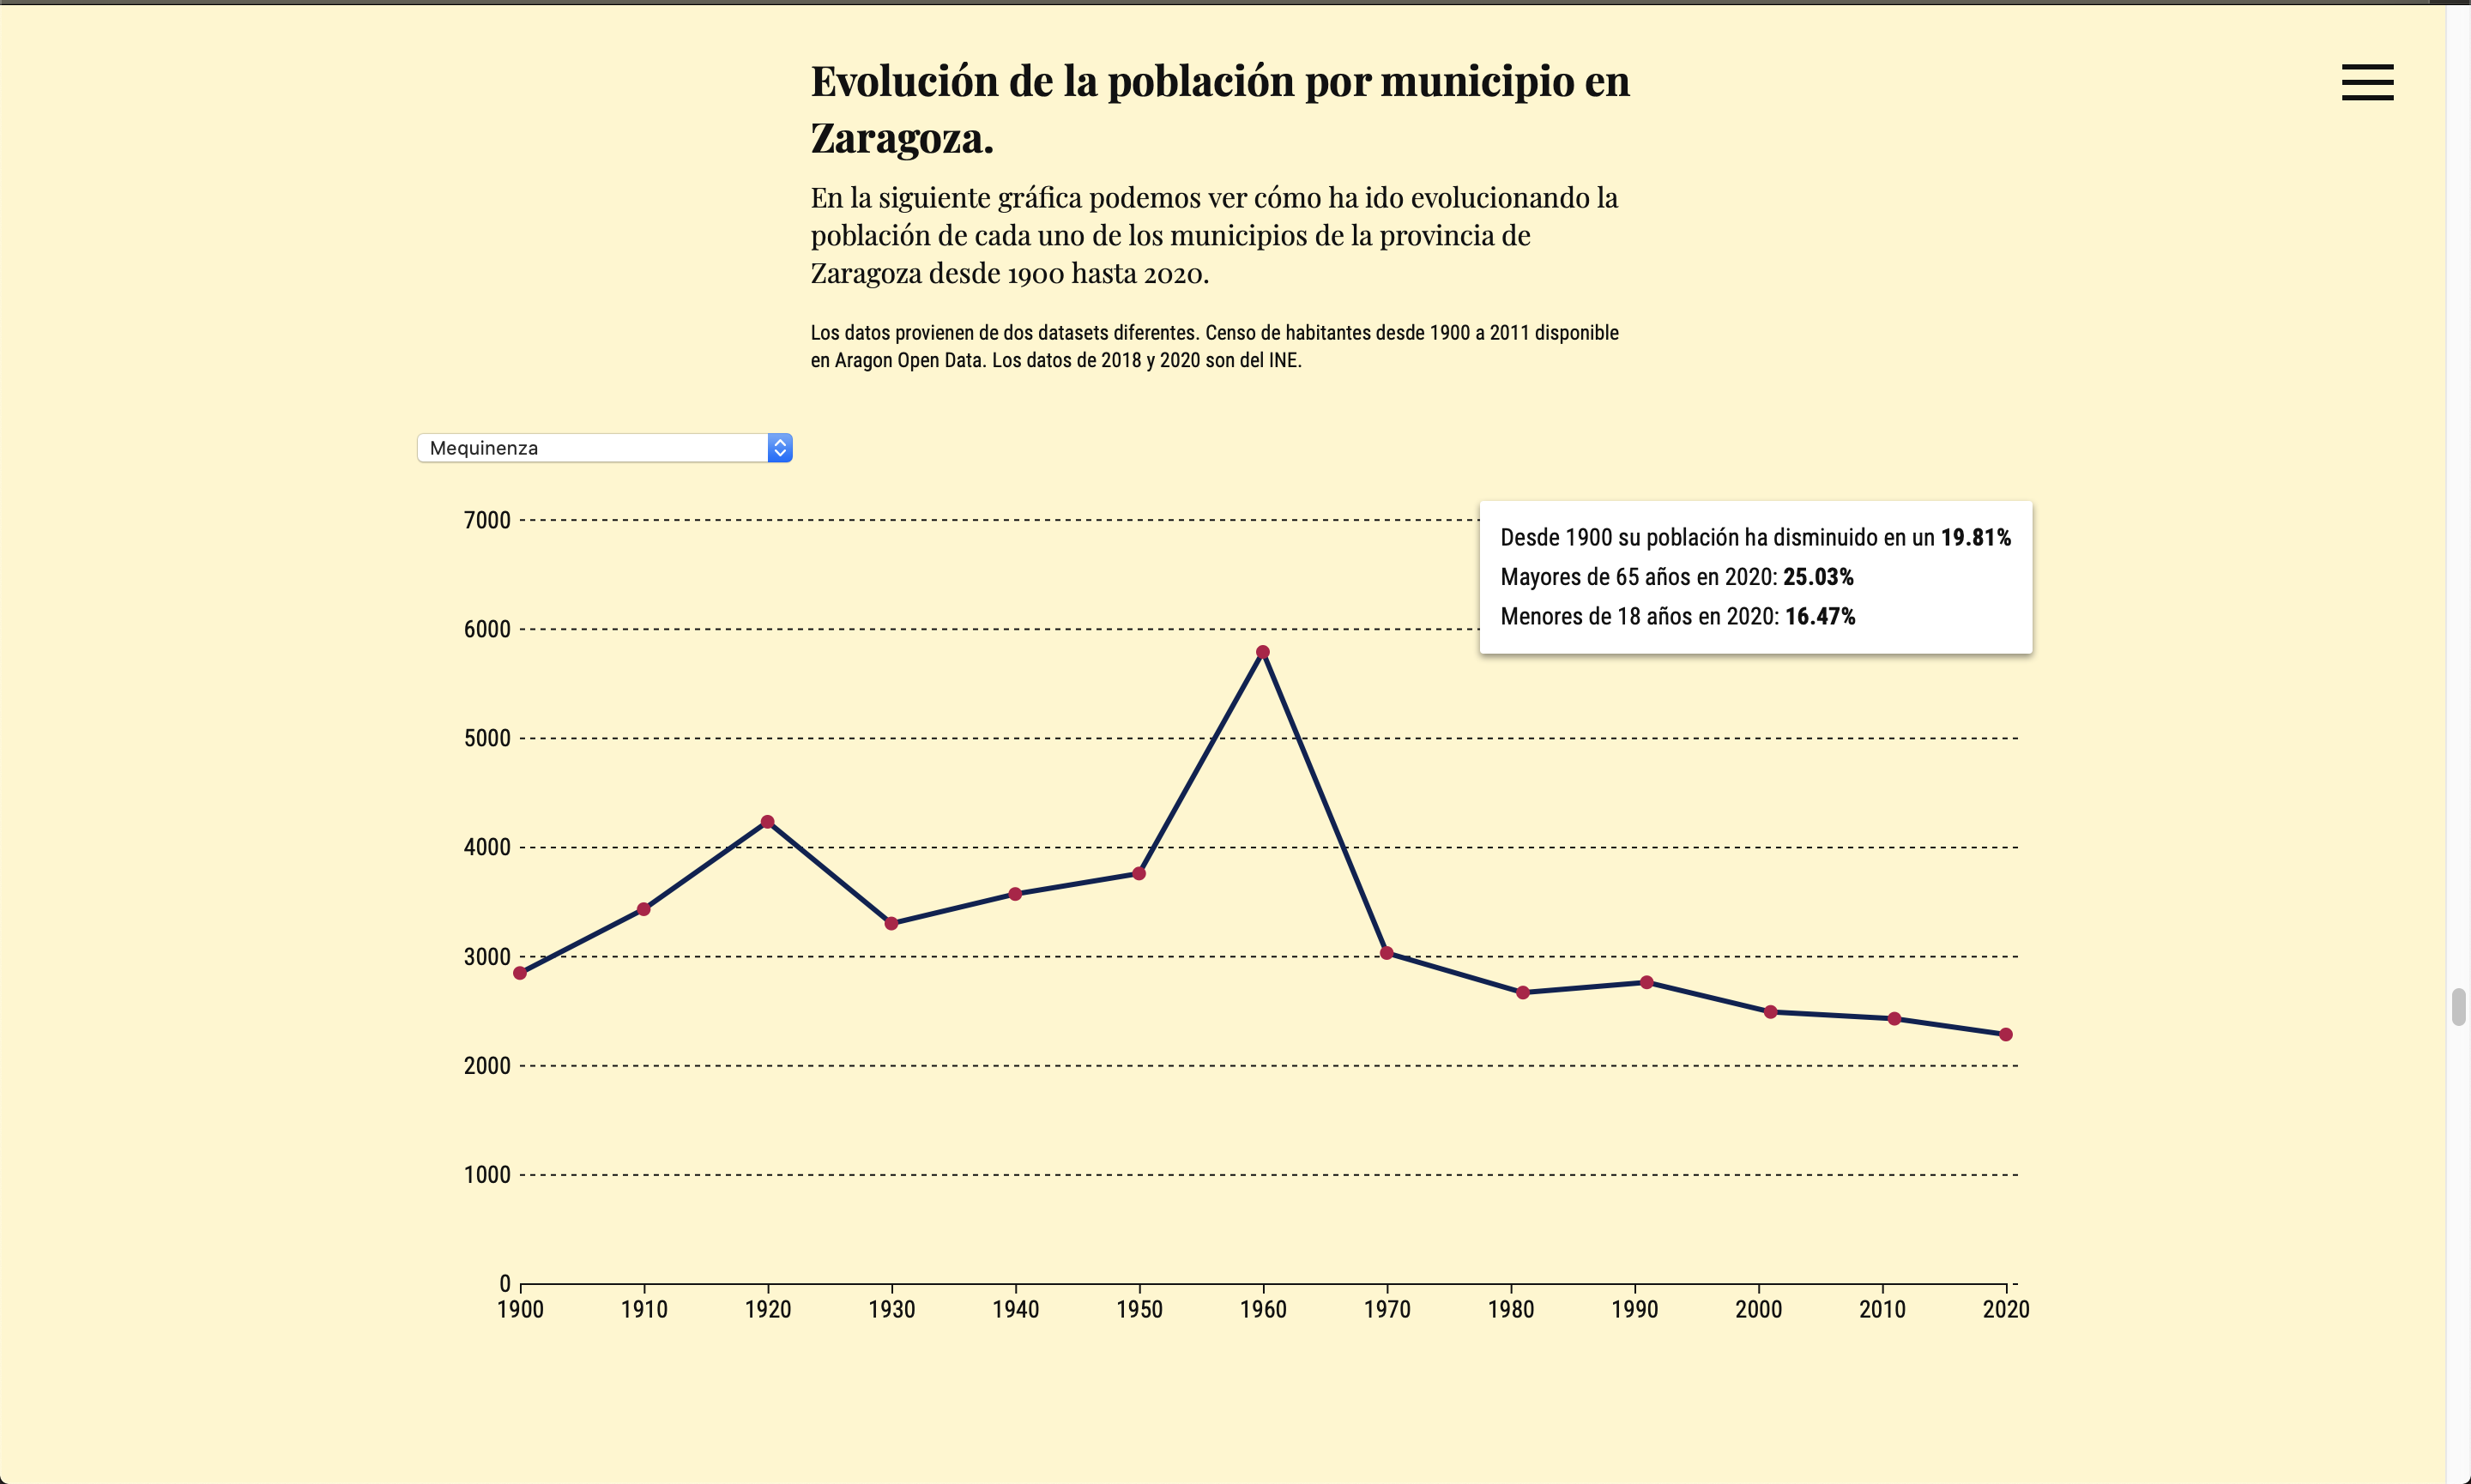 Evolución de la población por municipio en
Zaragoza.
En la siguiente gráfica podemos ver cómo ha ido evolucionando la
población de cada uno de los municipios de la provincia de
Zaragoza desde 1900 hasta 2020.
Los datos provienen de dos datasets diferentes. Censo de habitantes desde 1900 a 2011 disponible
en Aragon Open Data. Los datos de 2018 y 2020 son del INE.
Mequinenza
Desde 1900 su población ha disminuido en un 19.81%
Mayores de 65 años en 2020: 25.03%
Menores de 18 años en 2020: 16.47%
7000
6000
5000
4000
3000
2000
1000
0
1900 1910 1920 1930 1940 1950 1960 1970 1980 1990 2000 2010 2020